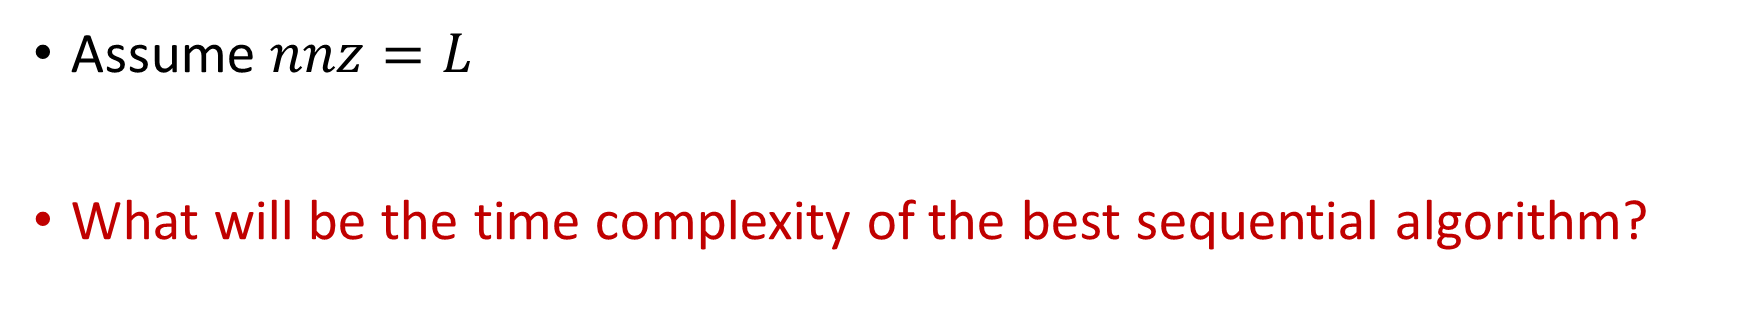 • Assume nnz = L
• What will be the time complexity of the best sequential algorithm?